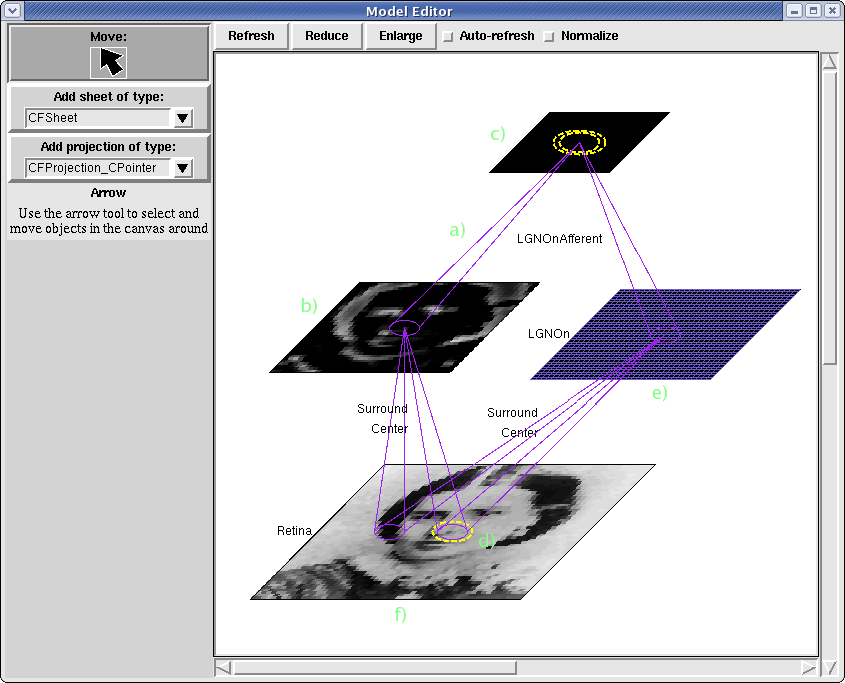 Model Editor
Move:
Refresh
Reduce
Enlarge
Auto-refresh
Normalize
Add sheet of type:
CFSheet
Add projection of type:
CFProjection_CPointer
Arrow
Use the arrow tool to select and
move objects in the canvas around
c)
a)
LGNOnAfferent
b)
LGNOn
e)
Surround
Center
Surround
Center
Retina
d)
f)